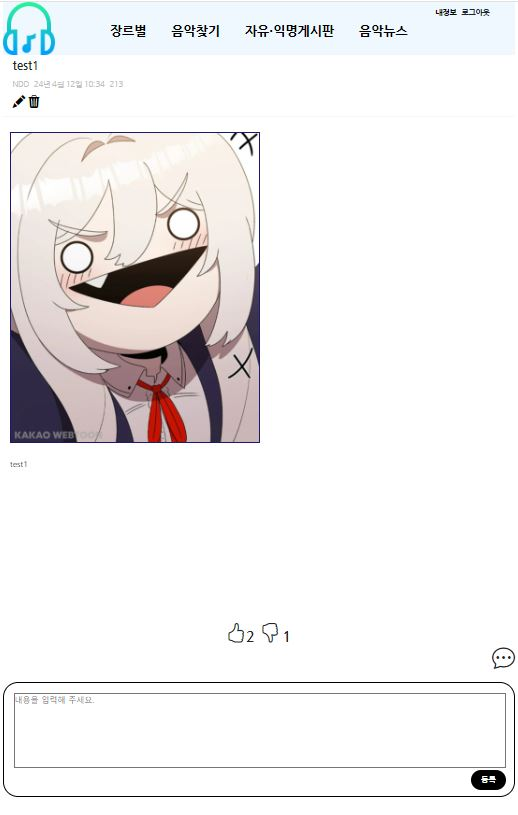 내정보 로그아웃
장르별 음악찾기 자유·익명게시판 음악뉴스
test1
NDD 24년 4월 12일 10:34 213
KAKAO WEBTOON
test1
2 1
내용을 입력해 주세요.
등록